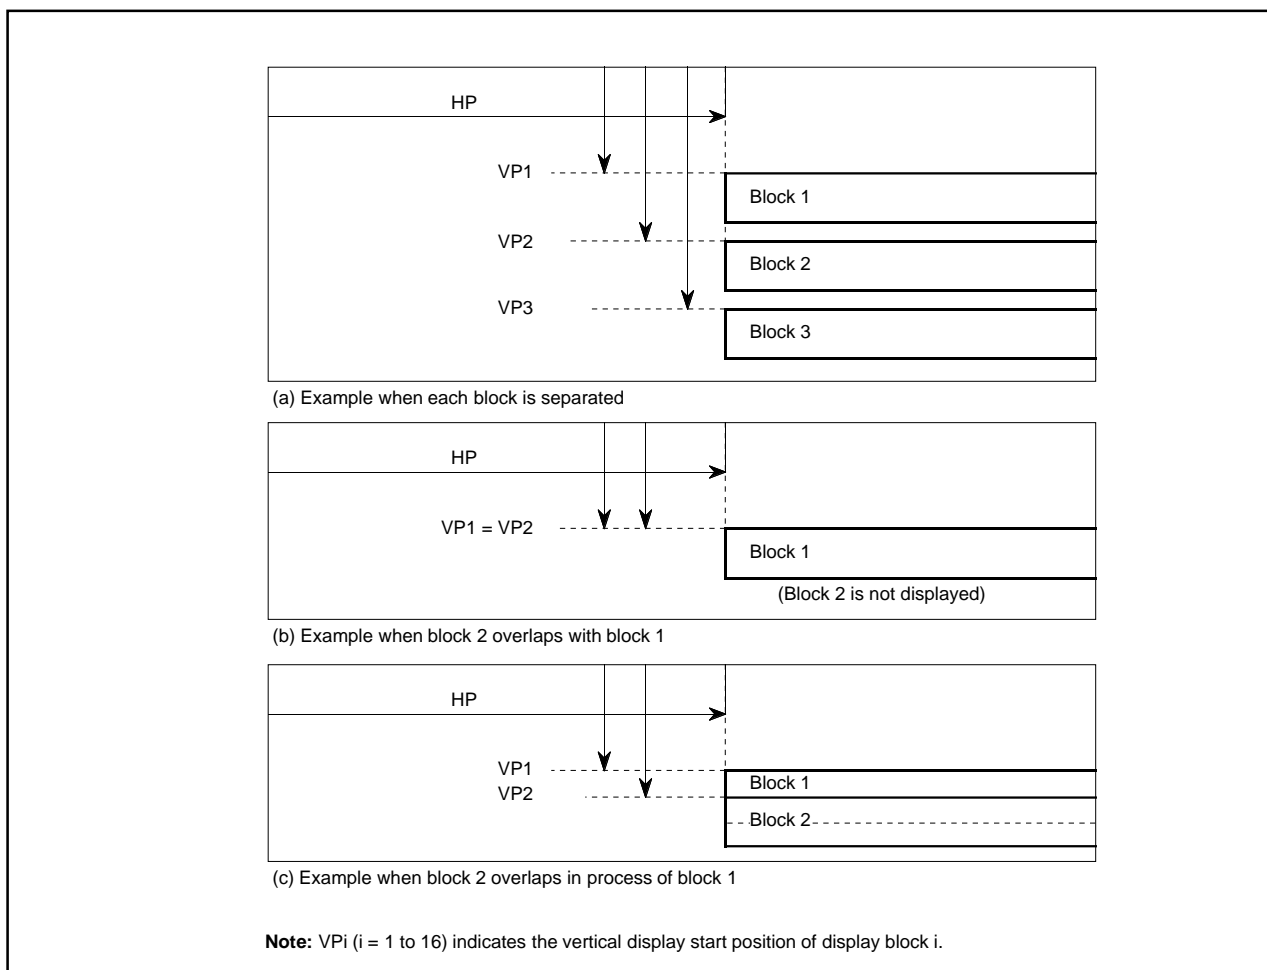 HP
VP1
Block 1
VP2
Block 2
VP3
Block 3
(a) Example when each block is separated
HP
VP1 = VP2
Block 1
(Block 2 is not displayed)
(b) Example when block 2 overlaps with block 1
HP
VP1
Block 1
VP2
Block 2
(c) Example when block 2 overlaps in process of block 1
Note: VPi (i = 1 to 16) indicates the vertical display start position of display block i.